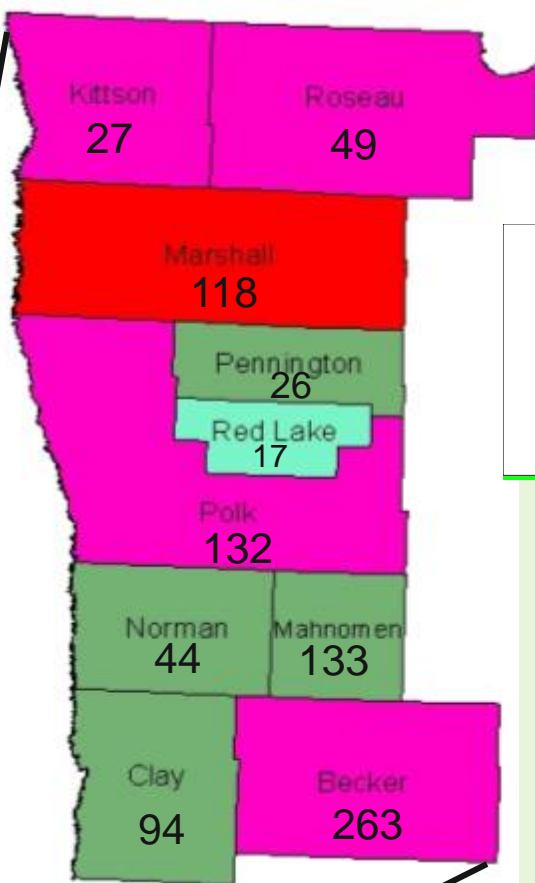 Kittson
27
Roseau
49
Marshall
118
Pennington
26
Red Lake
17
Polk
132
Norman
44
Mahnomen
133
Clay
94
Becker
263